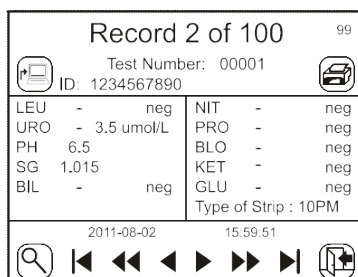 Record 2 of 100 99
Test Number: 00001
ID: 1234567890
LEU - neg
URO - 3.5 umol/L
PH 6.5
SG 1.015
BIL - neg
NIT - neg
PRO - neg
BLO - neg
KET - neg
GLU - neg
Type of Strip : 10PM
2011-08-02 15:59:51